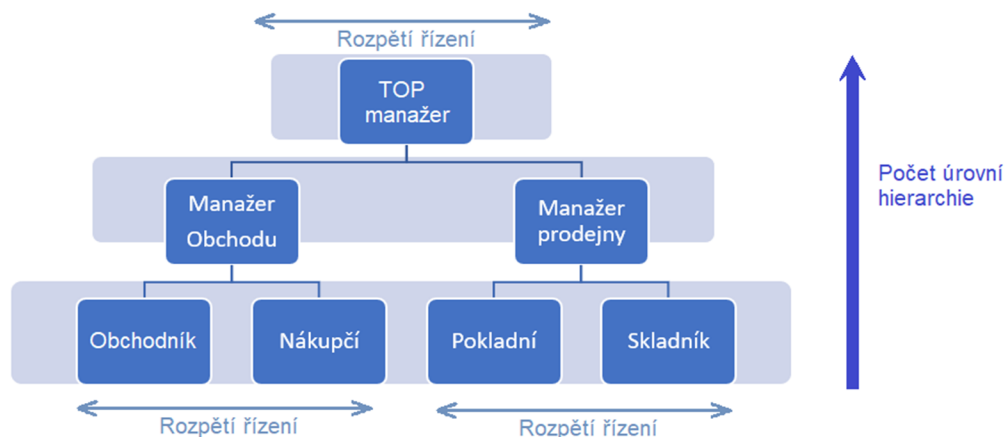 Rozpětí řízení
TOP
manažer
Manažer
Obchodu
Manažer
prodejny
Počet úrovní
hierarchie
Obchodník
Nákupčí
Pokladní
Skladník
Rozpětí řízení
Rozpětí řízení